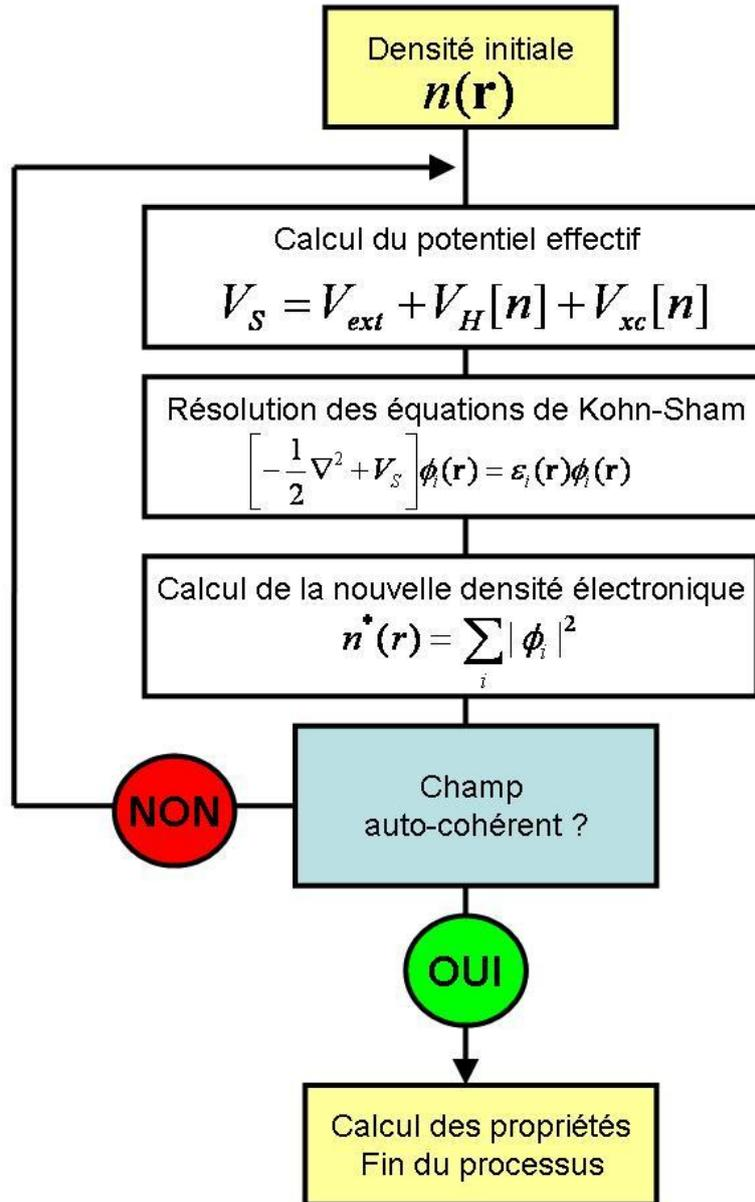 Densité initiale
n(r)
Calcul du potentiel effectif
V_S = V_ext + V_H[n] + V_xc[n]
Résolution des équations de Kohn-Sham
[-1/2 ∇² + V_S] ϕ_i(r) = ε_i(r)ϕ_i(r)
Calcul de la nouvelle densité électronique
n*(r) = ∑_i | ϕ_i |²
Champ
auto-cohérent ?
NON
OUI
Calcul des propriétés
Fin du processus